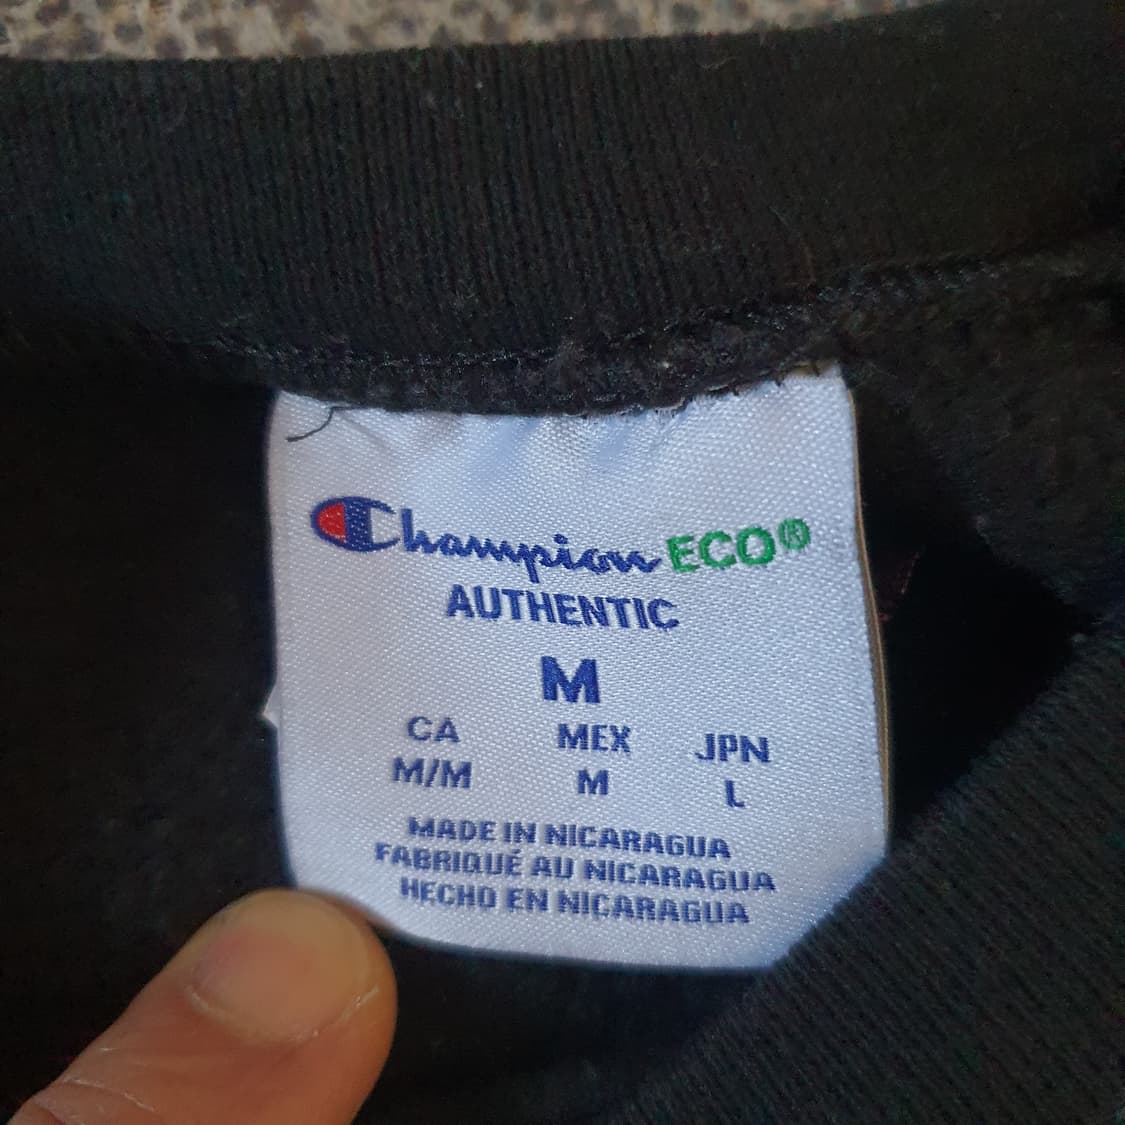 Champion ECO®
AUTHENTIC
M
CA MEX JPN
M/M M L
MADE IN NICARAGUA
FABRIQUÉ AU NICARAGUA
HECHO EN NICARAGUA